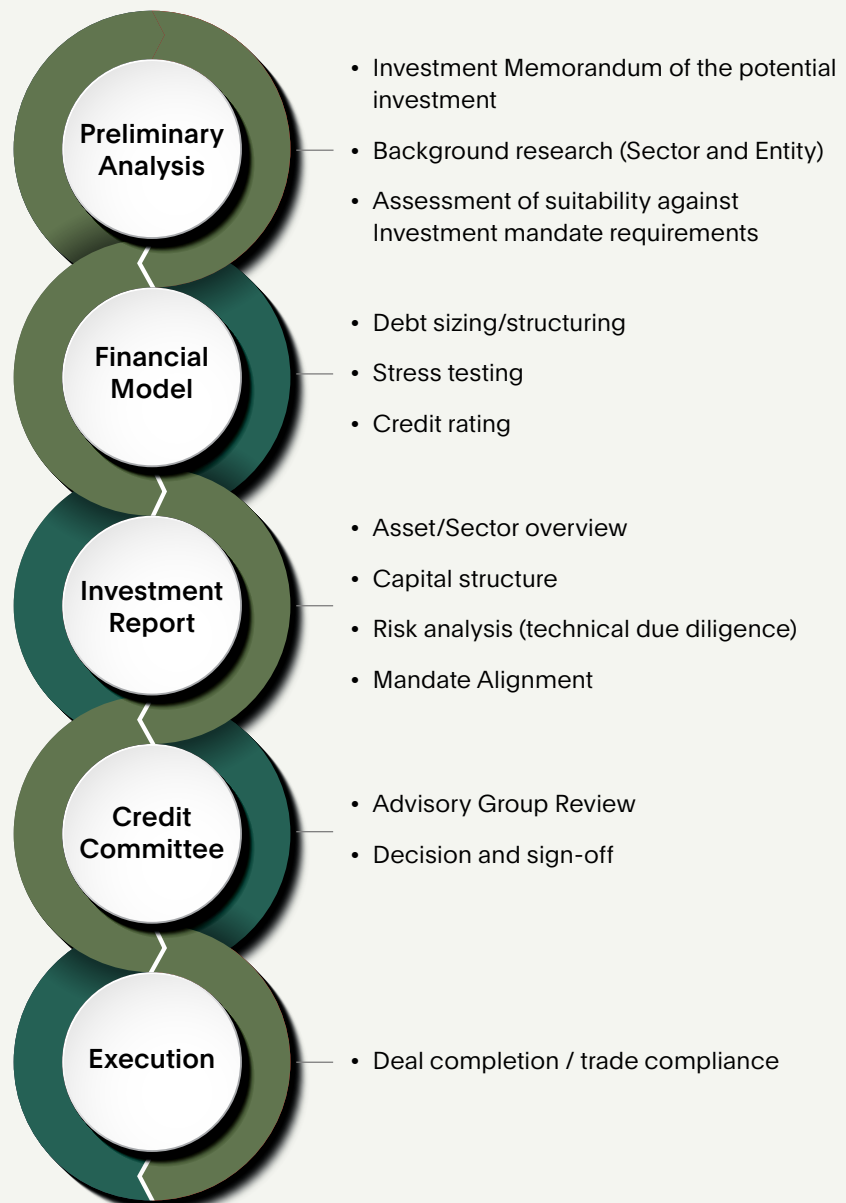 Preliminary
Analysis
• Investment Memorandum of the potential
investment
• Background research (Sector and Entity)
• Assessment of suitability against
Investment mandate requirements
Financial
Model
• Debt sizing/structuring
• Stress testing
• Credit rating
Investment
Report
• Asset/Sector overview
• Capital structure
• Risk analysis (technical due diligence)
• Mandate Alignment
Credit
Committee
• Advisory Group Review
• Decision and sign-off
Execution
• Deal completion / trade compliance